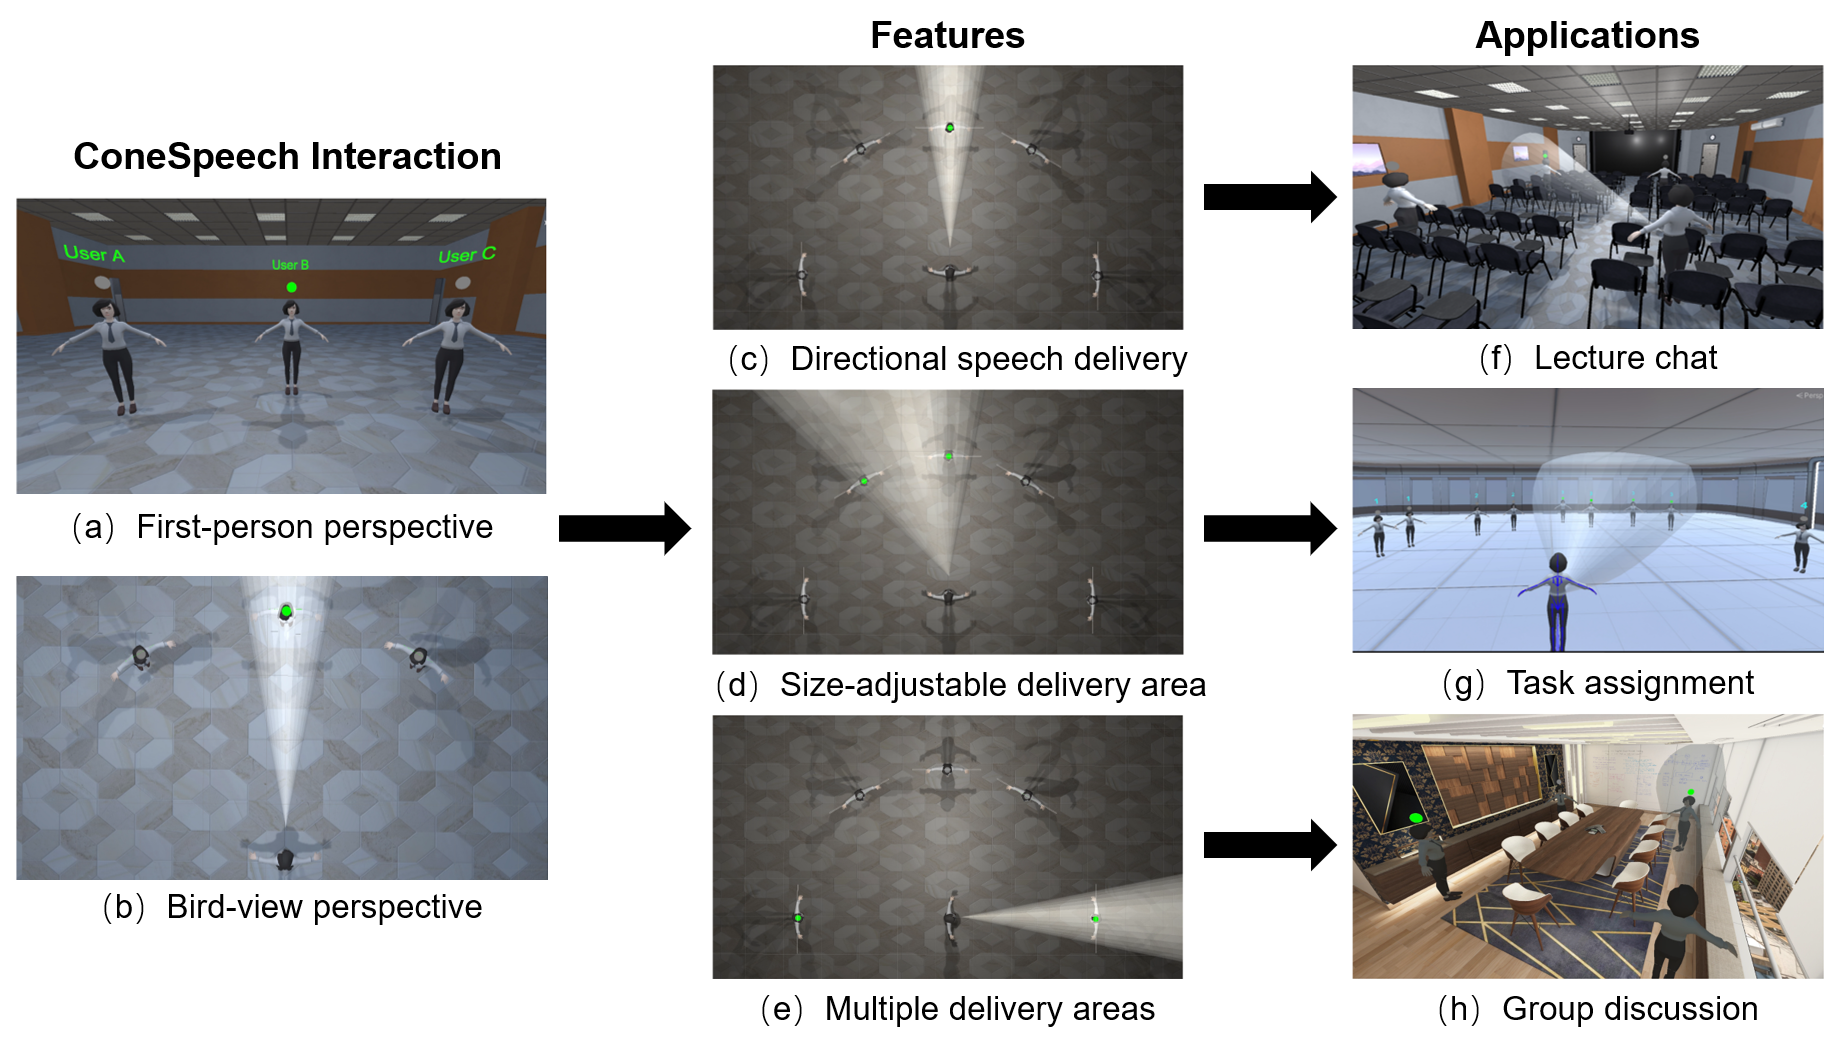 ConeSpeech Interaction
User A
User B
User C
（a）First-person perspective
（b）Bird-view perspective
Features
（c）Directional speech delivery
（d）Size-adjustable delivery area
（e）Multiple delivery areas
Applications
（f）Lecture chat
Persp
（g）Task assignment
（h）Group discussion